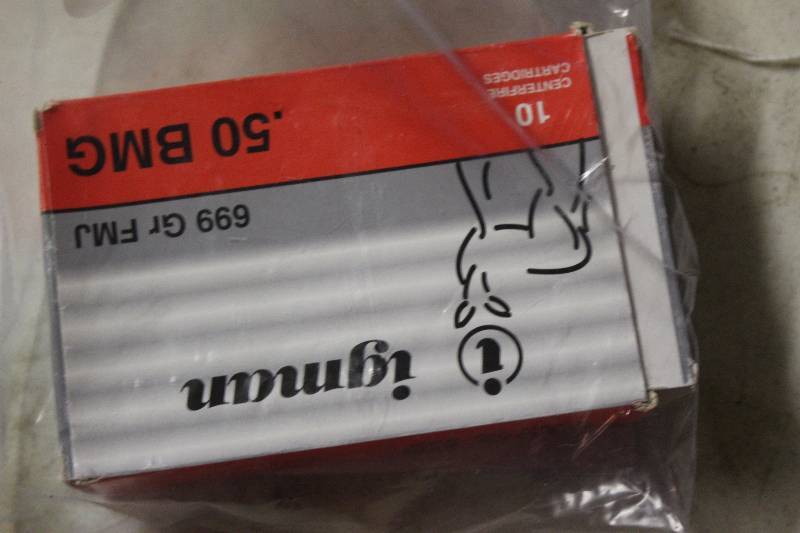 i
igman
699 Gr FMJ
.50 BMG
10
CENTERFIRE
CARTRIDGES